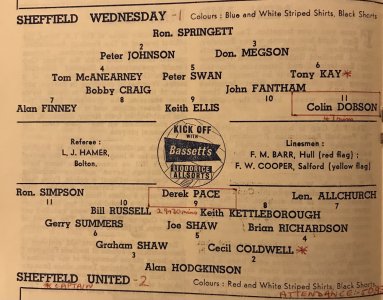 SHEFFIELD WEDNESDAY -1 Colours : Blue and White Striped Shirts, Black Shorts
Ron. SPRINGETT
2 3
Peter JOHNSON Don. MEGSON
4 5 6
Tom McANEARNEY Peter SWAN Tony KAY *
Bobby CRAIG John FANTHAM
7 8 9 10 11
Alan FINNEY Keith ELLIS Colin DOBSON
Referee :
L. J. HAMER,
Bolton.
KICK OFF
WITH
Bassett's
LIQUORICE
ALLSORTS
Linesmen :
F. M. BARR, Hull (red flag) ;
F. W. COOPER, Salford (yellow flag)
Ron. SIMPSON Derek PACE Len. ALLCHURCH
11 10 9 8 7
Bill RUSSELL Keith KETTLEBOROUGH
Gerry SUMMERS Joe SHAW Brian RICHARDSON
6 5 4
Graham SHAW Cecil COLDWELL *
3 2
Alan HODGKINSON
SHEFFIELD UNITED -2 Colours : Red and White Striped Shirts, Black Shorts
* CAPTAIN